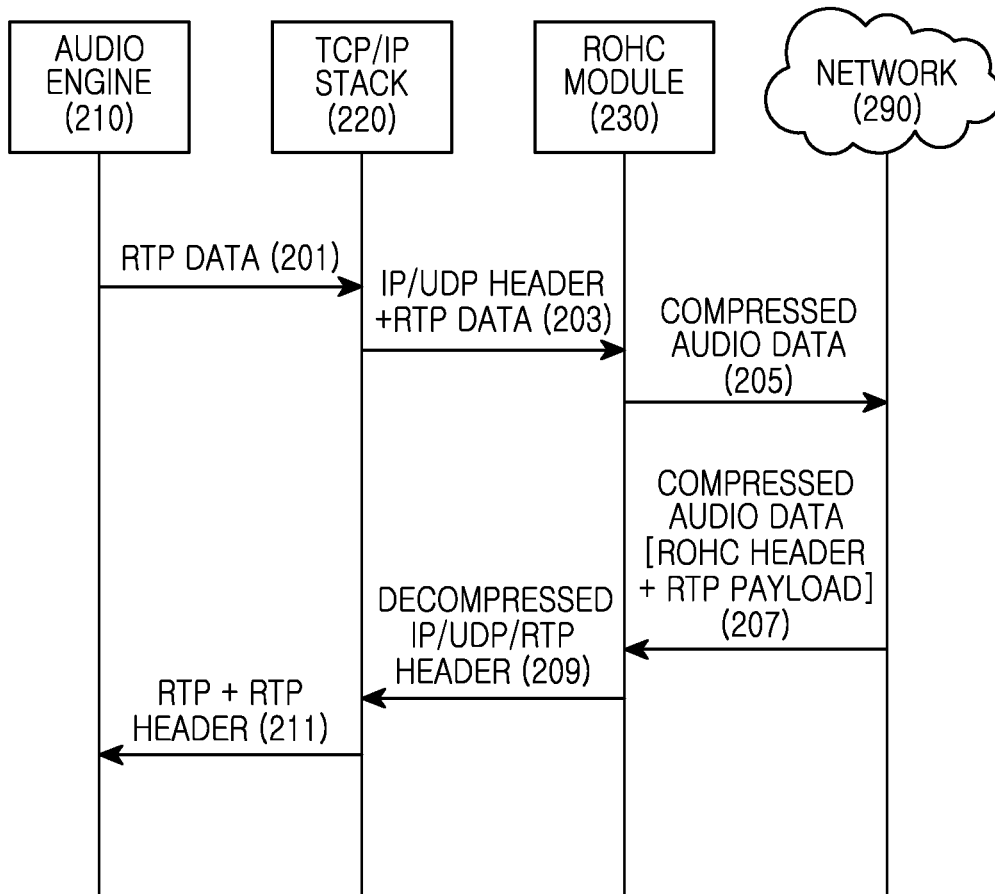 AUDIO
ENGINE
(210)
TCP/IP
STACK
(220)
ROHC
MODULE
(230)
NETWORK
(290)
RTP DATA (201)
IP/UDP HEADER
+RTP DATA (203)
COMPRESSED
AUDIO DATA
(205)
COMPRESSED
AUDIO DATA
[ROHC HEADER
+ RTP PAYLOAD]
(207)
DECOMPRESSED
IP/UDP/RTP
HEADER (209)
RTP + RTP
HEADER (211)